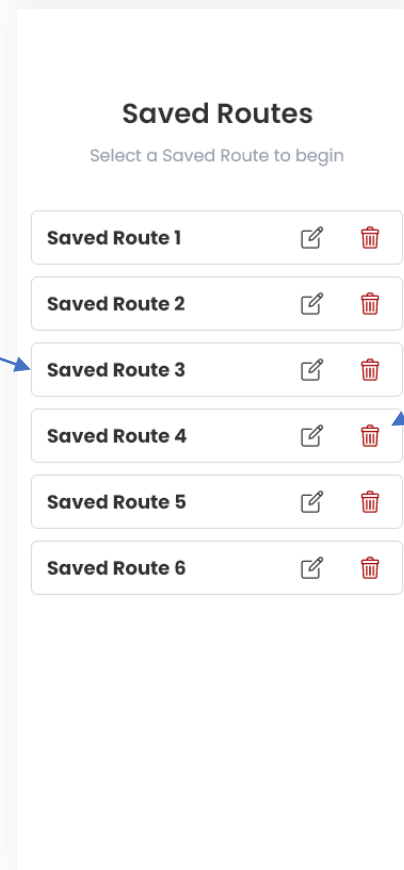 Saved Routes
Select a Saved Route to begin
Saved Route 1
Saved Route 2
Saved Route 3
Saved Route 4
Saved Route 5
Saved Route 6